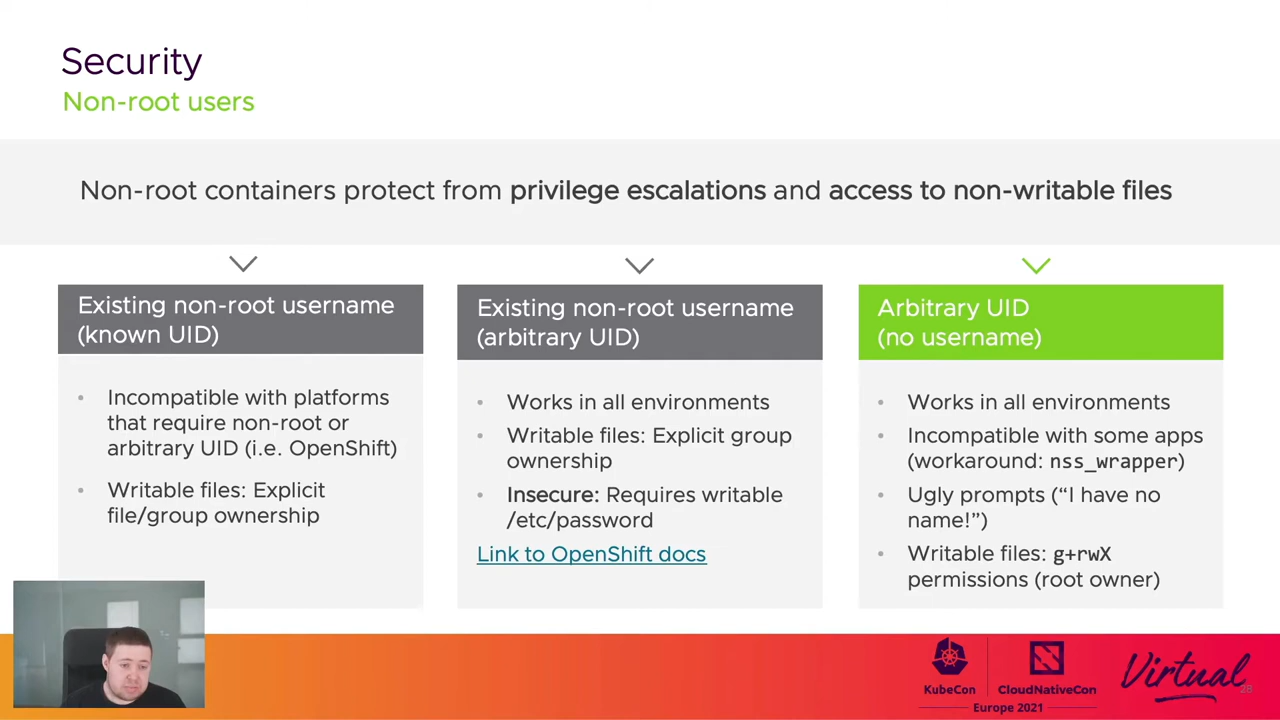 Security
Non-root users
Non-root containers protect from privilege escalations and access to non-writable files
Existing non-root username
(known UID)
• Incompatible with platforms
that require non-root or
arbitrary UID (i.e. OpenShift)
• Writable files: Explicit
file/group ownership
Existing non-root username
(arbitrary UID)
• Works in all environments
• Writable files: Explicit group
ownership
• Insecure: Requires writable
/etc/password
Link to OpenShift docs
Arbitrary UID
(no username)
• Works in all environments
• Incompatible with some apps
(workaround: nss_wrapper)
• Ugly prompts (“I have no
name!”)
• Writable files: g+rwX
permissions (root owner)
KubeCon
CloudNativeCon
Europe 2021
Virtual
28